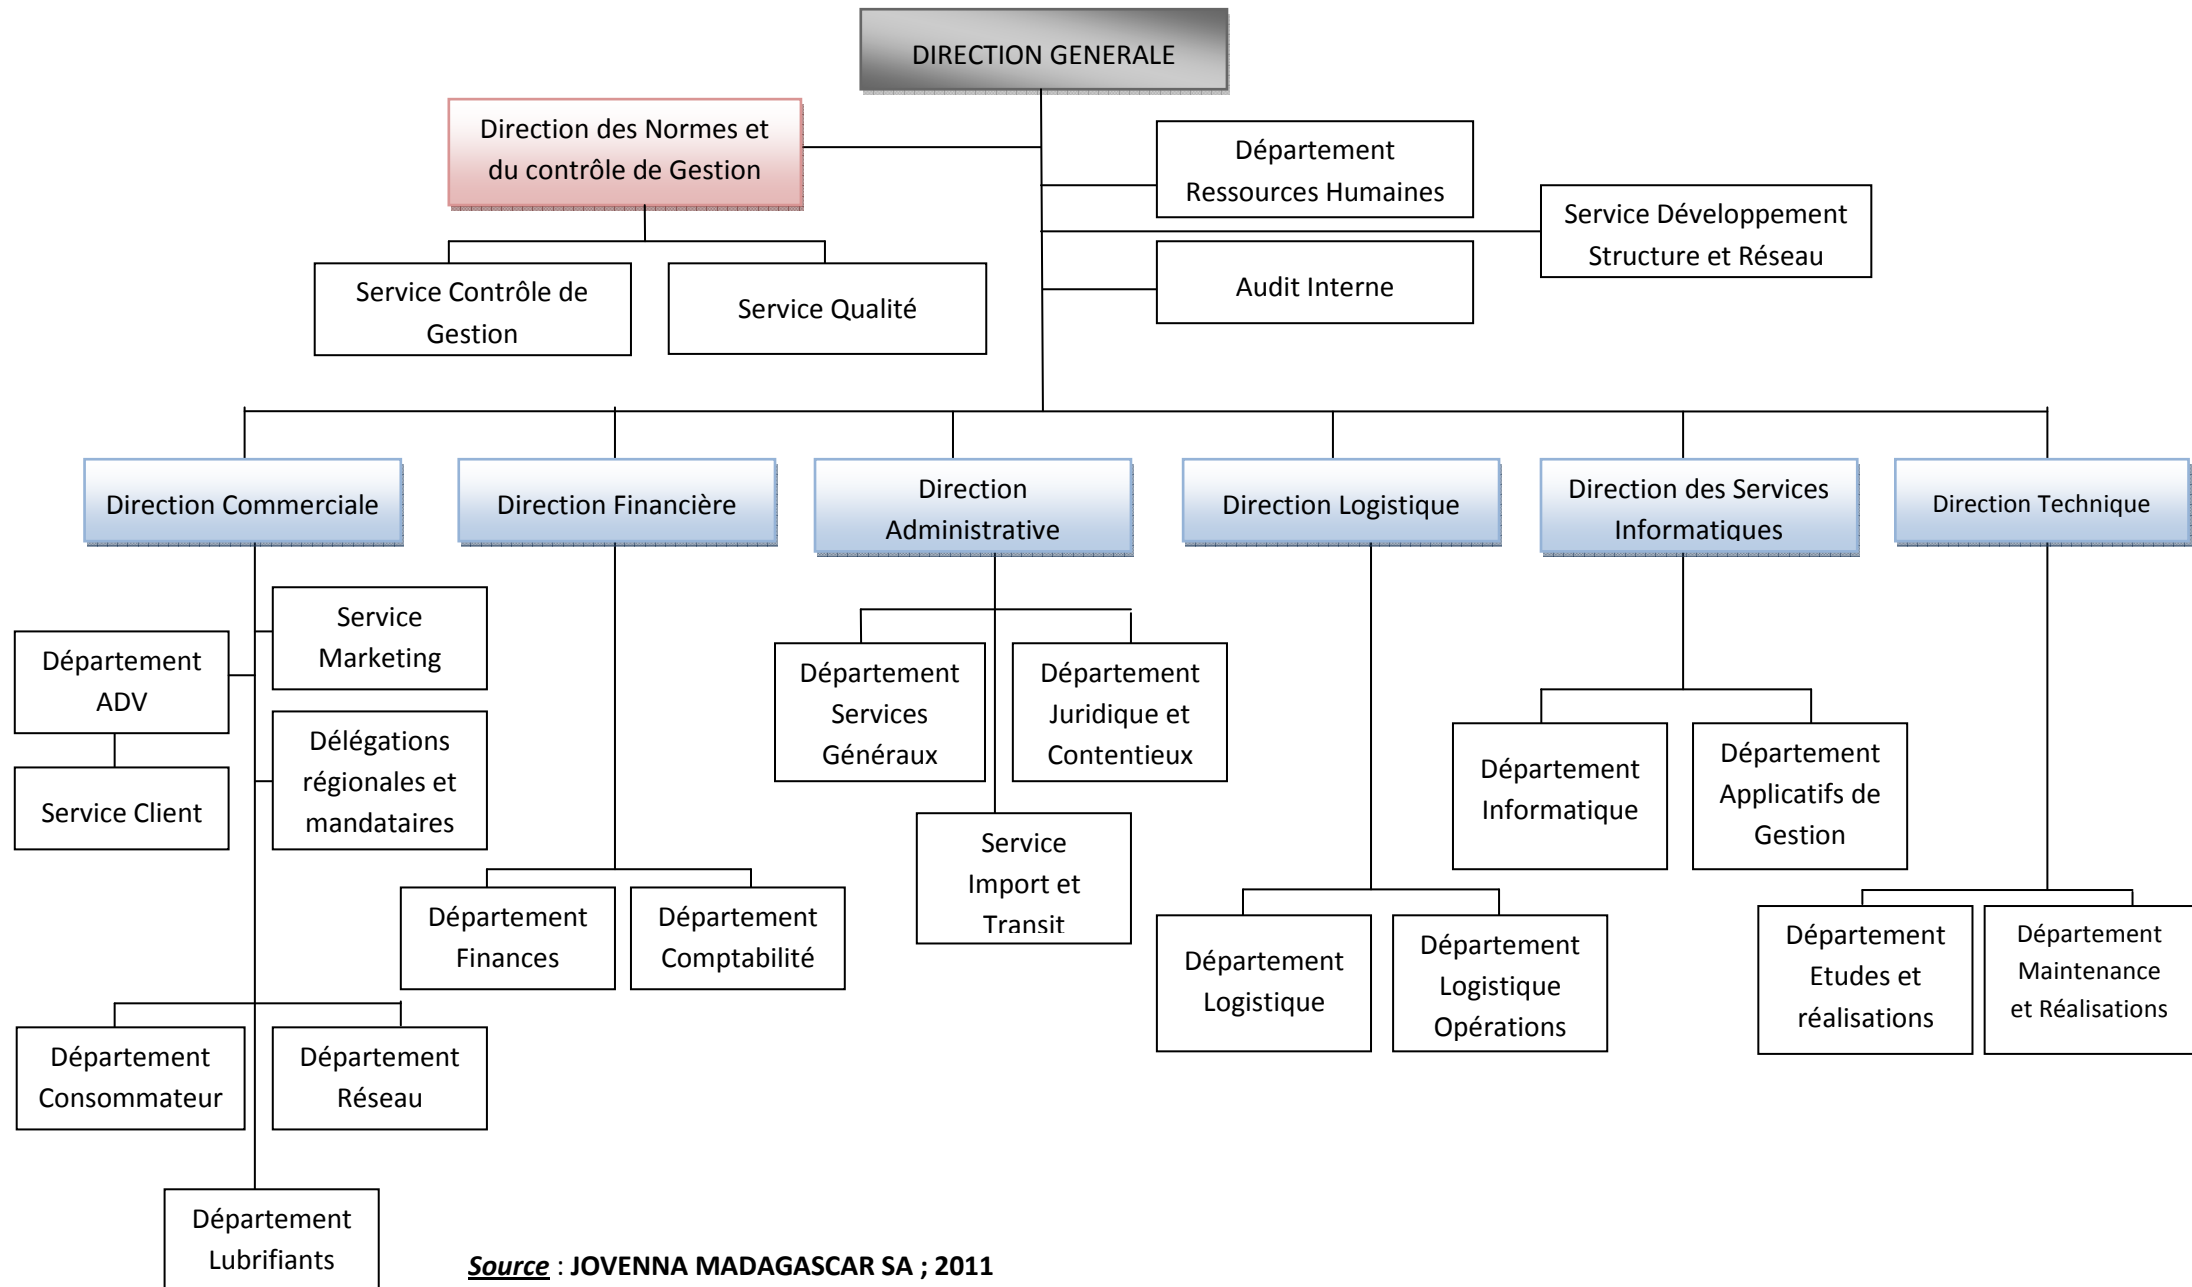 DIRECTION GENERALE
Direction des Normes et
du contrôle de Gestion
Département
Ressources Humaines
Service Développement
Structure et Réseau
Audit Interne
Service Contrôle de
Gestion
Service Qualité
Direction Commerciale
Direction Financière
Direction
Administrative
Direction Logistique
Direction des Services
Informatiques
Direction Technique
Service
Marketing
Département
ADV
Délégations
régionales et
mandataires
Service Client
Département
Services
Généraux
Département
Juridique et
Contentieux
Service
Import et
Transit
Département
Informatique
Département
Applicatifs de
Gestion
Département
Finances
Département
Comptabilité
Département
Logistique
Département
Logistique
Opérations
Département
Etudes et
réalisations
Département
Maintenance
et Réalisations
Département
Consommateur
Département
Réseau
Département
Lubrifiants
Source : JOVENNA MADAGASCAR SA ; 2011